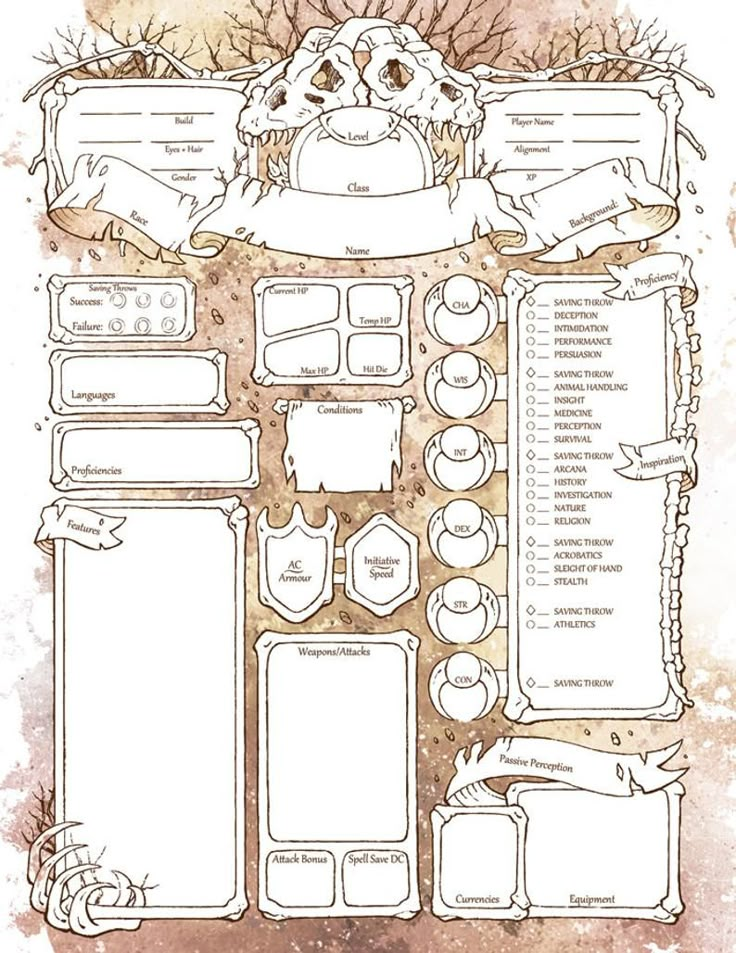 Build
Eyes + Hair
Gender
Race
Level
Class
Name
Player Name
Alignment
XP
Background:
Saving Throws
Success:
Failure:
Languages
Proficiencies
Features
Current HP
Temp HP
Max HP
Hit Die
Conditions
AC
Armour
Initiative
Speed
Weapons/Attacks
Attack Bonus
Spell Save DC
CHA
WIS
INT
DEX
STR
CON
Proficiency
SAVING THROW
DECEPTION
INTIMIDATION
PERFORMANCE
PERSUASION
SAVING THROW
ANIMAL HANDLING
INSIGHT
MEDICINE
PERCEPTION
SURVIVAL
Inspiration
SAVING THROW
ARCANA
HISTORY
INVESTIGATION
NATURE
RELIGION
SAVING THROW
ACROBATICS
SLEIGHT OF HAND
STEALTH
SAVING THROW
ATHLETICS
SAVING THROW
Passive Perception
Currencies
Equipment